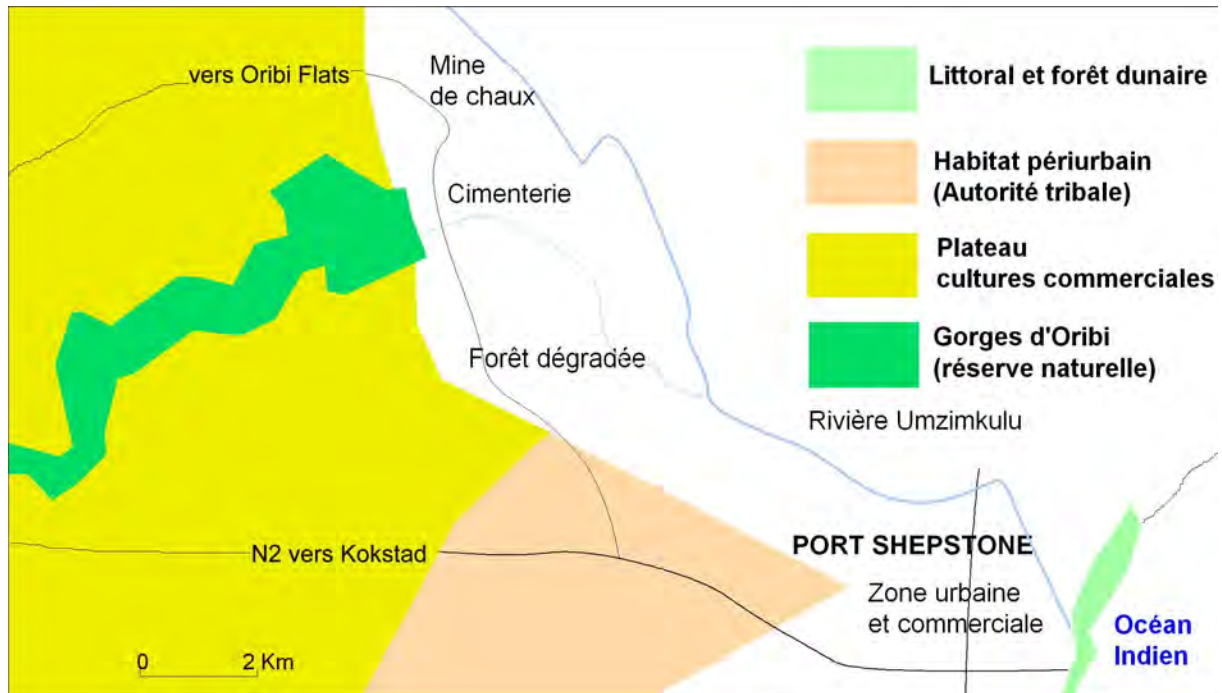 vers Oribi Flats
Mine
de chaux
Cimenterie
Forêt dégradée
Littoral et forêt dunaire
Habitat périurbain
(Autorité tribale)
Plateau
cultures commerciales
Gorges d'Oribi
(réserve naturelle)
Rivière Umzimkulu
N2 vers Kokstad
PORT SHEPSTONE
Zone urbaine
et commerciale
Océan
Indien
0 2 Km